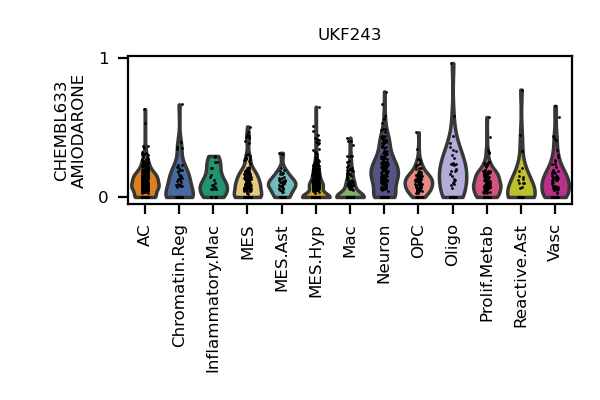 UKF243
CHEMBL633
AMIODARONE
1
0
AC
Chromatin.Reg
Inflammatory.Mac
MES
MES.Ast
MES.Hyp
Mac
Neuron
OPC
Oligo
Prolif.Metab
Reactive.Ast
Vasc